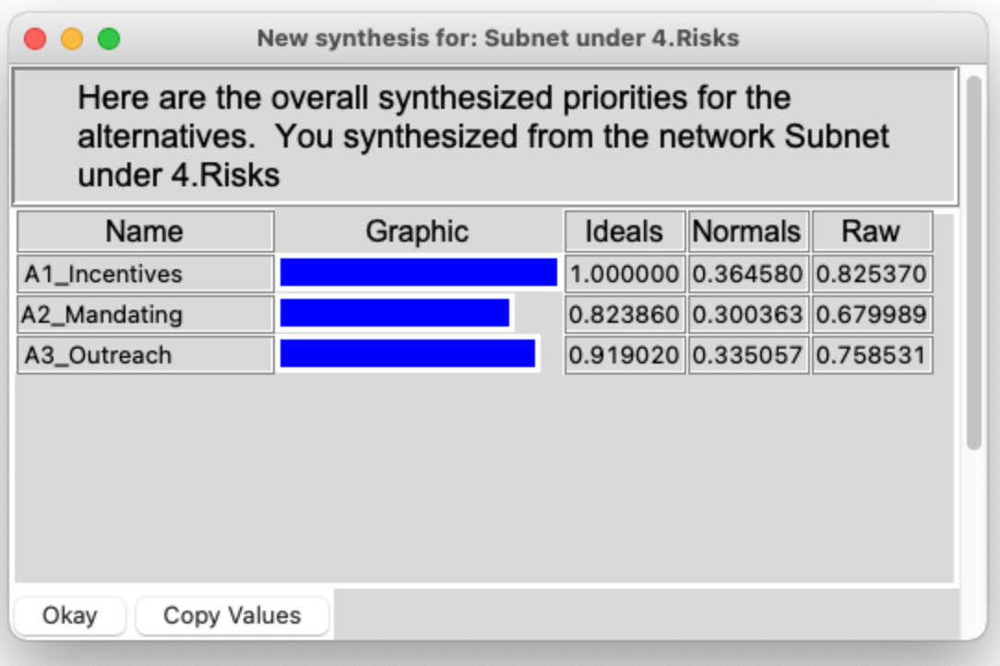 New synthesis for: Subnet under 4.Risks
Here are the overall synthesized priorities for the
alternatives.  You synthesized from the network Subnet
under 4.Risks
Name Graphic Ideals Normals Raw
A1_Incentives 1.000000 0.364580 0.825370
A2_Mandating 0.823860 0.300363 0.679989
A3_Outreach 0.919020 0.335057 0.758531
Okay Copy Values